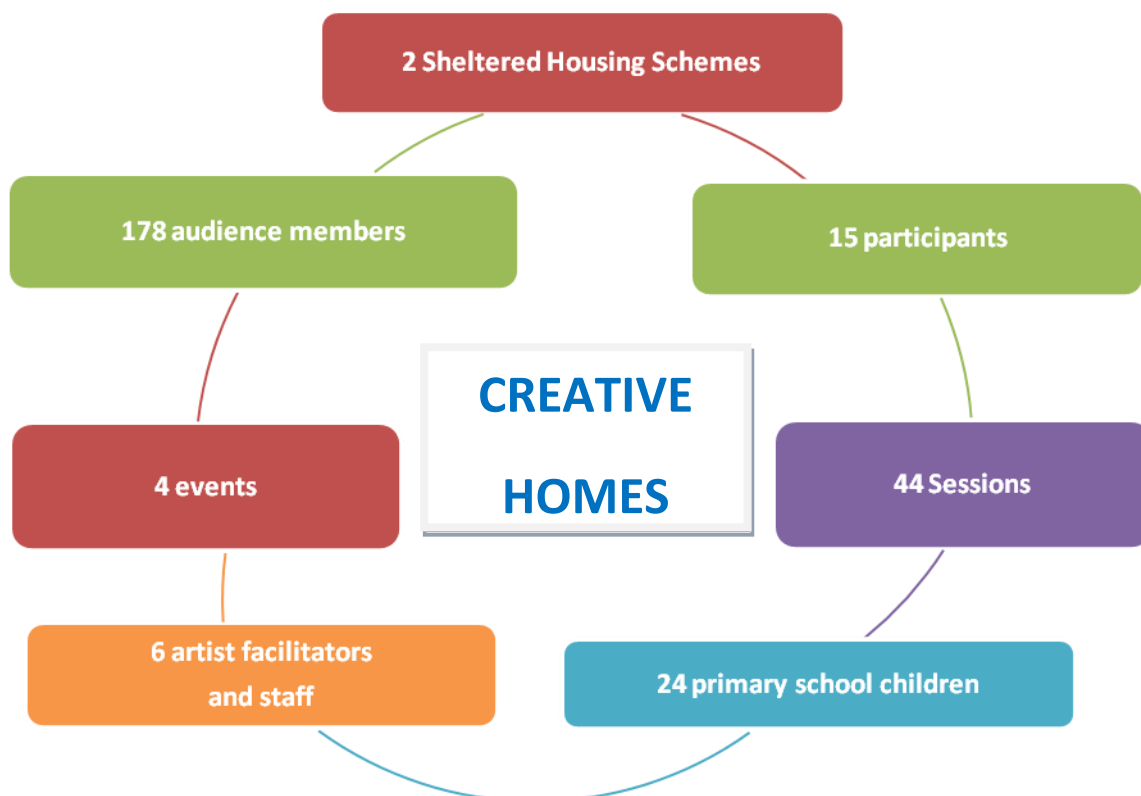 2 Sheltered Housing Schemes
178 audience members
15 participants
CREATIVE
HOMES
4 events
44 Sessions
6 artist facilitators
and staff
24 primary school children